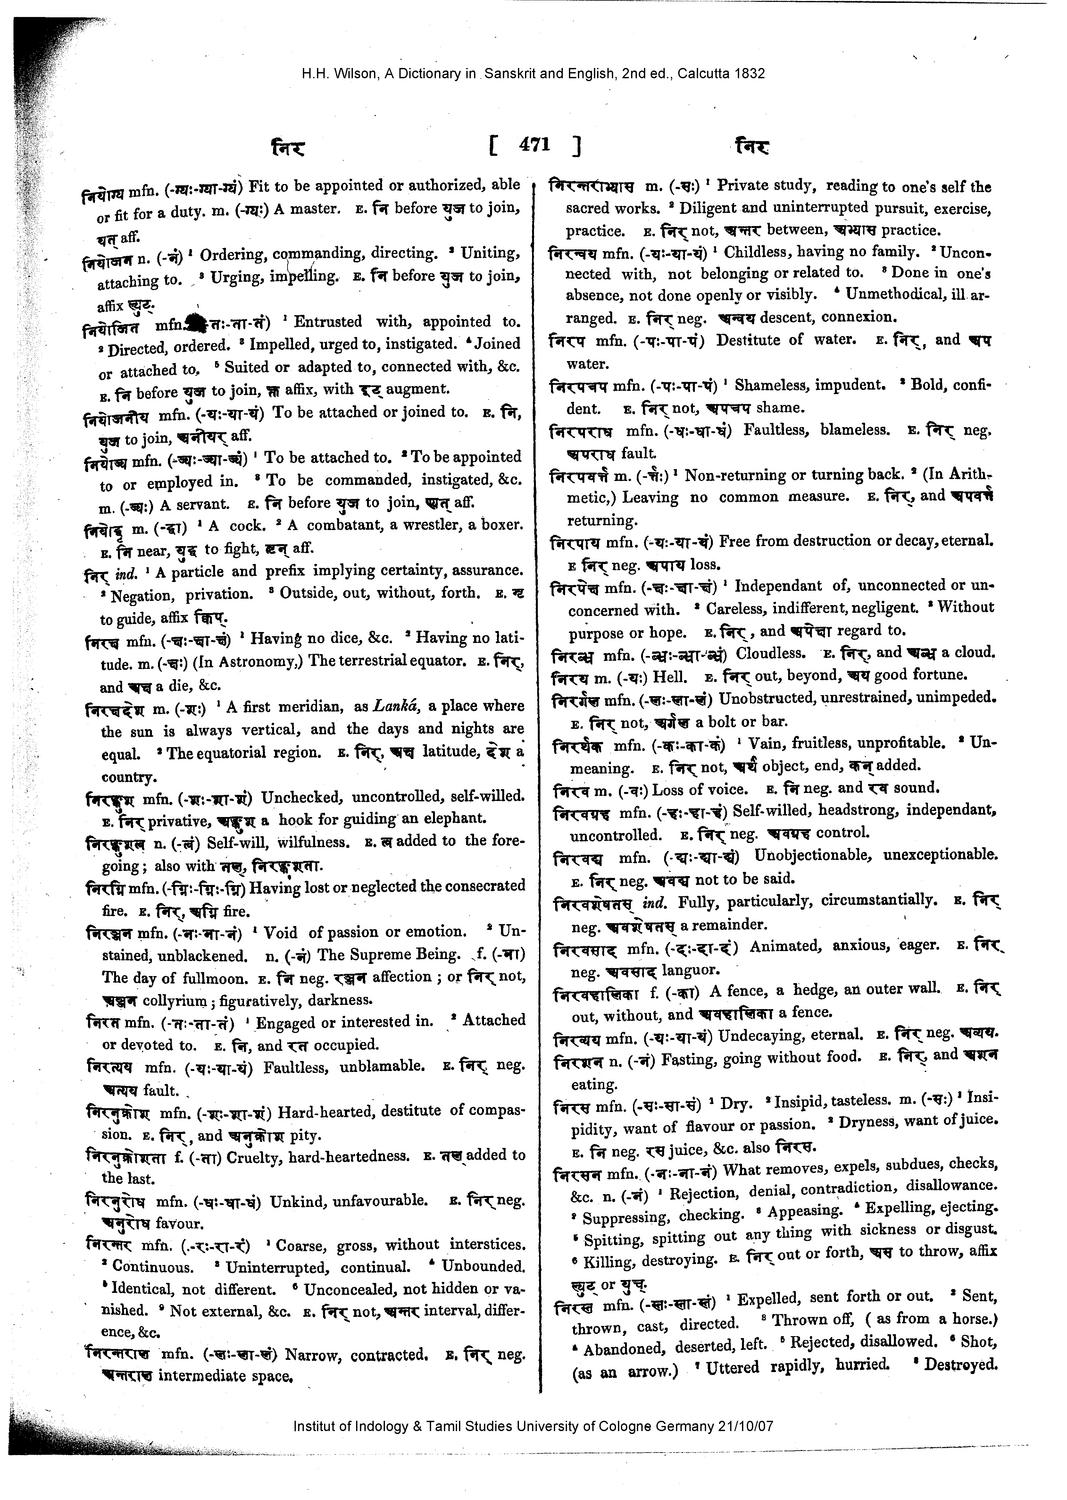 H.H. Wilson, A Dictionary in Sanskrit and English, 2nd ed., Calcutta 1832
निर
[ 471 ]
निर
नियोग्य mfn. (-ग्यः-ग्या-ग्यं) Fit to be appointed or authorized, able
or fit for a duty. m. (-ग्यः) A master. E. नि before युज to join,
यत् aff.
नियोजन n. (-नं) ¹ Ordering, commanding, directing. ² Uniting,
attaching to. ³ Urging, impelling. E. नि before युज to join,
affix ल्युट्.
नियोजित mfn. तः-ता-तं) ¹ Entrusted with, appointed to.
² Directed, ordered. ³ Impelled, urged to, instigated. ⁴ Joined
or attached to. ⁵ Suited or adapted to, connected with, &c.
E. नि before युज to join, क्त affix, with इट augment.
नियोजनीय mfn. (-यः-या-यं) To be attached or joined to. E. नि,
युज to join, अनीयर् aff.
नियोज्य mfn. (-ज्यः-ज्या-ज्यं) ¹ To be attached to. ² To be appointed
to or employed in. ³ To be commanded, instigated, &c.
m. (-ज्यः) A servant. E. नि before युज to join, ण्यत् aff.
नियोद्धृ m. (-द्धा) ¹ A cock. ² A combatant, a wrestler, a boxer.
E. नि near, युद्ध to fight, तृन् aff.
निर् ind. ¹ A particle and prefix implying certainty, assurance.
² Negation, privation. ³ Outside, out, without, forth. E. नृ
to guide, affix क्विप्.
निरक्ष mfn. (-क्षः-क्षा-क्षं) ¹ Having no dice, &c. ² Having no lati-
tude. m. (-क्षः) (In Astronomy,) The terrestrial equator. E. निर्,
and अक्ष a die, &c.
निरक्षदेश m. (-शः) ¹ A first meridian, as Lanká, a place where
the sun is always vertical, and the days and nights are
equal. ² The equatorial region. E. निर्, अक्ष latitude, देश a
country.
निरङ्कुश mfn. (-शः-शा-शं) Unchecked, uncontrolled, self-willed.
E. निर् privative, अङ्कुश a hook for guiding an elephant.
निरङ्कुशत्व n. (-त्वं) Self-will, wilfulness. E. त्व added to the fore-
going; also with तल्, निरङ्कुशता.
निरग्नि mfn. (-ग्निः-ग्निः-ग्नि) Having lost or neglected the consecrated
fire. E. निर्, अग्नि fire.
निरञ्जन mfn. (-नः-ना-नं) ¹ Void of passion or emotion. ² Un-
stained, unblackened. n. (-नं) The Supreme Being. f. (-ना)
The day of fullmoon. E. नि neg. रञ्जन affection; or निर् not,
अञ्जन collyrium; figuratively, darkness.
निरत mfn. (-तः-ता-तं) ¹ Engaged or interested in. ² Attached
or devoted to. E. नि, and रत occupied.
निरत्यय mfn. (-यः-या-यं) Faultless, unblamable. E. निर् neg.
अत्यय fault.
निरनुक्रोश mfn. (-शः-शा-शं) Hard-hearted, destitute of compas-
sion. E. निर्, and अनुक्रोश pity.
निरनुक्रोशता f. (-ता) Cruelty, hard-heartedness. E. तल् added to
the last.
निरनुरोध mfn. (-धः-धा-धं) Unkind, unfavourable. E. निर् neg.
अनुरोध favour.
निरन्तर mfn. (-रः-रा-रं) ¹ Coarse, gross, without interstices.
² Continuous. ³ Uninterrupted, continual. ⁴ Unbounded.
⁵ Identical, not different. ⁶ Unconcealed, not hidden or va-
nished. ⁹ Not external, &c. E. निर् not, अन्तर interval, differ-
ence, &c.
निरन्तराल mfn. (-लः-ला-लं) Narrow, contracted. E. निर् neg.
अन्तराल intermediate space.
निरन्तराभ्यास m. (-सः) ¹ Private study, reading to one's self the
sacred works. ² Diligent and uninterrupted pursuit, exercise,
practice. E. निर् not, अन्तर between, अभ्यास practice.
निरन्वय mfn. (-यः-या-यं) ¹ Childless, having no family. ² Uncon-
nected with, not belonging or related to. ³ Done in one's
absence, not done openly or visibly. ⁴ Unmethodical, ill ar-
ranged. E. निर् neg. अन्वय descent, connexion.
निरप mfn. (-पः-पा-पं) Destitute of water. E. निर्, and अप
water.
निरपत्रप mfn. (-पः-पा-पं) ¹ Shameless, impudent. ² Bold, confi-
dent. E. निर् not, अपत्रप shame.
निरपराध mfn. (-धः-धा-धं) Faultless, blameless. E. निर् neg.
अपराध fault.
निरपवर्त्त m. (-र्त्तः) ¹ Non-returning or turning back. ² (In Arith-
metic,) Leaving no common measure. E. निर्, and अपवर्त्त
returning.
निरपाय mfn. (-यः-या-यं) Free from destruction or decay, eternal.
E निर् neg. अपाय loss.
निरपेक्ष mfn. (-क्षः-क्षा-क्षं) ¹ Independant of, unconnected or un-
concerned with. ² Careless, indifferent, negligent. ³ Without
purpose or hope. E. निर्, and अपेक्षा regard to.
निरभ्र mfn. (-भ्रः-भ्रा-भ्रं) Cloudless. E. निर्, and अभ्र a cloud.
निरय m. (-यः) Hell. E. निर् out, beyond, अय good fortune.
निरर्गल mfn. (-लः-ला-लं) Unobstructed, unrestrained, unimpeded.
E. निर् not, अर्गल a bolt or bar.
निरर्थक mfn. (-कः-का-कं) ¹ Vain, fruitless, unprofitable. ² Un-
meaning. E. निर् not, अर्थ object, end, कन् added.
निरव m. (-वः) Loss of voice. E. नि neg. and रव sound.
निरवग्रह mfn. (-हः-हा-हं) Self-willed, headstrong, independant,
uncontrolled. E. निर् neg. अवग्रह control.
निरवद्य mfn. (-द्यः-द्या-द्यं) Unobjectionable, unexceptionable.
E. निर् neg. अवद्य not to be said.
निरवशेषतस् ind. Fully, particularly, circumstantially. E. निर्
neg. अवशेषतस् a remainder.
निरवसाद mfn. (-दः-दा-दं) Animated, anxious, eager. E. निर्
neg. अवसाद languor.
निरवहालिका f. (-का) A fence, a hedge, an outer wall. E. निर्
out, without, and अवहालिका a fence.
निरव्यय mfn. (-यः-या-यं) Undecaying, eternal. E. निर् neg. अव्यय.
निरशन n. (-नं) Fasting, going without food. E. निर्, and अशन
eating.
निरस mfn. (-सः-सा-सं) ¹ Dry. ² Insipid, tasteless. m. (-सः) ¹ Insi-
pidity, want of flavour or passion. ² Dryness, want of juice.
E. नि neg. रस juice, &c. also निरस.
निरसन mfn. (-नः-ना-नं) What removes, expels, subdues, checks,
&c. n. (-नं) ¹ Rejection, denial, contradiction, disallowance.
² Suppressing, checking. ³ Appeasing. ⁴ Expelling, ejecting.
⁵ Spitting, spitting out any thing with sickness or disgust.
⁶ Killing, destroying. E. निर् out or forth, अस to throw, affix
ल्युट् or युच्.
निरस्त mfn. (-स्तः-स्ता-स्तं) ¹ Expelled, sent forth or out. ² Sent,
thrown, cast, directed. ³ Thrown off, ( as from a horse.)
⁴ Abandoned, deserted, left. ⁵ Rejected, disallowed. ⁶ Shot,
(as an arrow.) ⁷ Uttered rapidly, hurried. ⁸ Destroyed.
Institut of Indology & Tamil Studies University of Cologne Germany 21/10/07